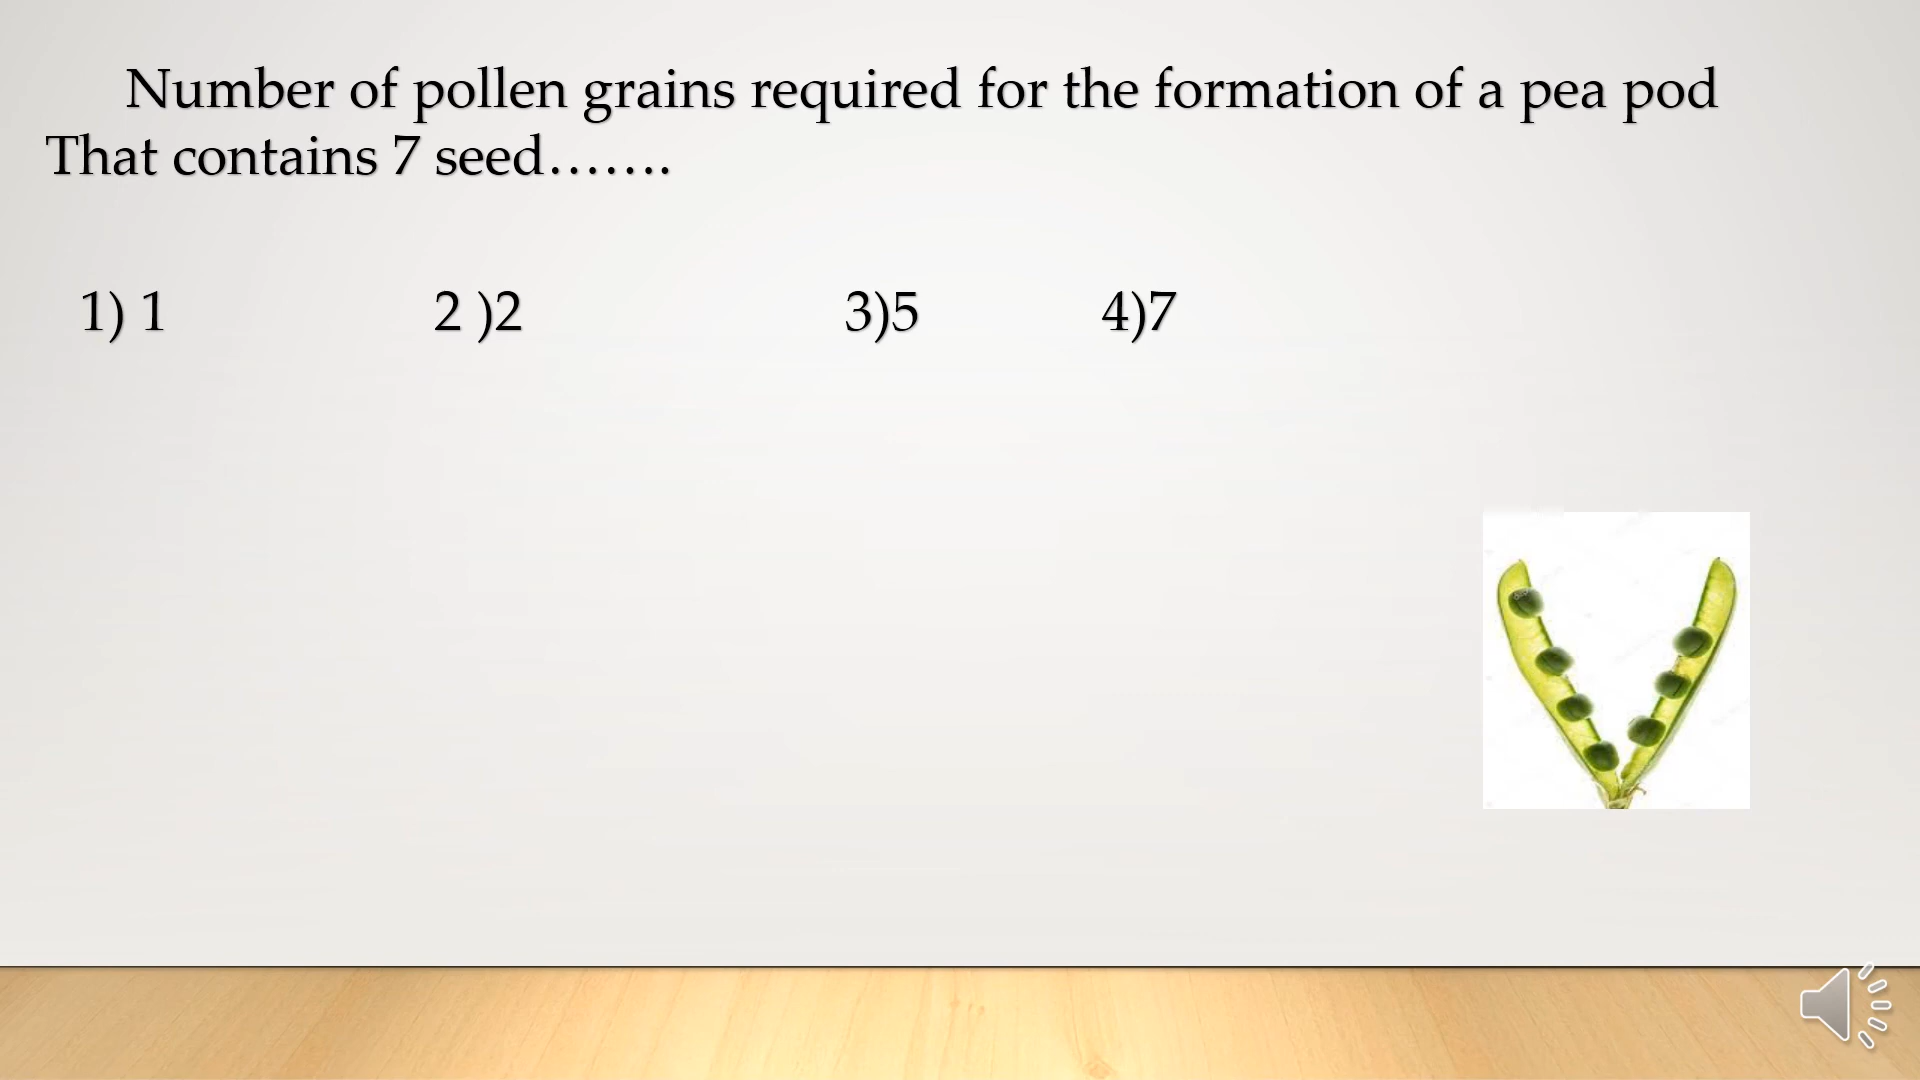 Number of pollen grains required for the formation of a pea pod
That contains 7 seed…….
1) 1 2 )2 3)5 4)7